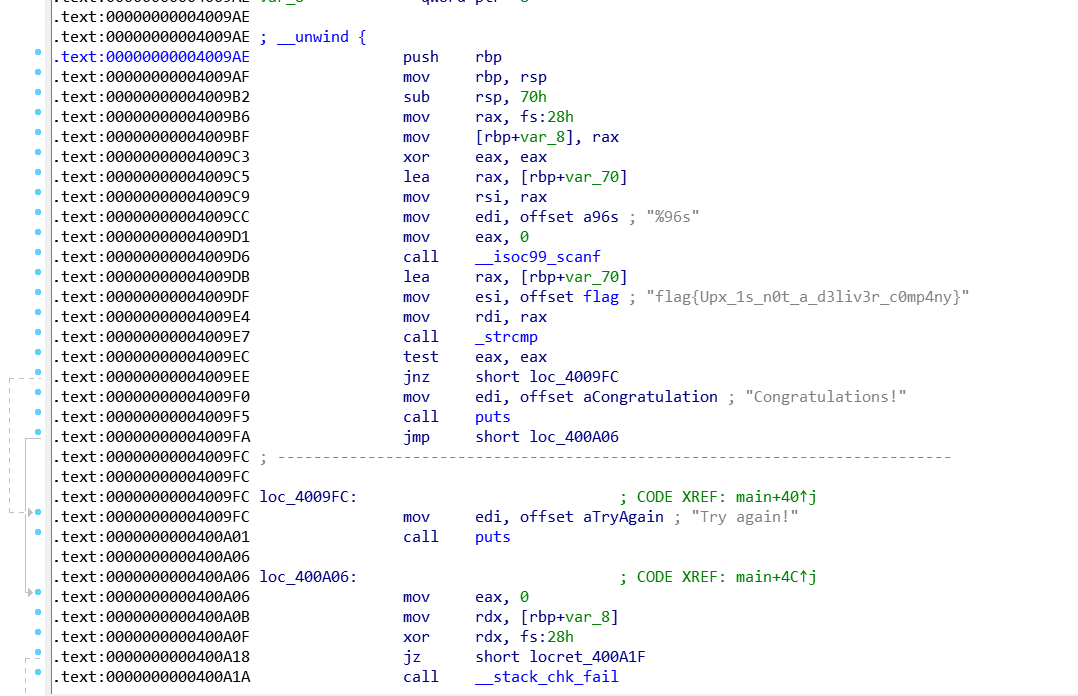 .text:00000000004009AE
.text:00000000004009AE ; __unwind {
.text:00000000004009AE push rbp
.text:00000000004009AF mov rbp, rsp
.text:00000000004009B2 sub rsp, 70h
.text:00000000004009B6 mov rax, fs:28h
.text:00000000004009BF mov [rbp+var_8], rax
.text:00000000004009C3 xor eax, eax
.text:00000000004009C5 lea rax, [rbp+var_70]
.text:00000000004009C9 mov rsi, rax
.text:00000000004009CC mov edi, offset a96s ; "%96s"
.text:00000000004009D1 mov eax, 0
.text:00000000004009D6 call __isoc99_scanf
.text:00000000004009DB lea rax, [rbp+var_70]
.text:00000000004009DF mov esi, offset flag ; "flag{Upx_1s_n0t_a_d3liv3r_c0mp4ny}"
.text:00000000004009E4 mov rdi, rax
.text:00000000004009E7 call _strcmp
.text:00000000004009EC test eax, eax
.text:00000000004009EE jnz short loc_4009FC
.text:00000000004009F0 mov edi, offset aCongratulation ; "Congratulations!"
.text:00000000004009F5 call puts
.text:00000000004009FA jmp short loc_400A06
.text:00000000004009FC ; ---------------------------------------------------------------------------
.text:00000000004009FC
.text:00000000004009FC loc_4009FC: ; CODE XREF: main+40↑j
.text:00000000004009FC mov edi, offset aTryAgain ; "Try again!"
.text:0000000000400A01 call puts
.text:0000000000400A06
.text:0000000000400A06 loc_400A06: ; CODE XREF: main+4C↑j
.text:0000000000400A06 mov eax, 0
.text:0000000000400A0B mov rdx, [rbp+var_8]
.text:0000000000400A0F xor rdx, fs:28h
.text:0000000000400A18 jz short locret_400A1F
.text:0000000000400A1A call __stack_chk_fail